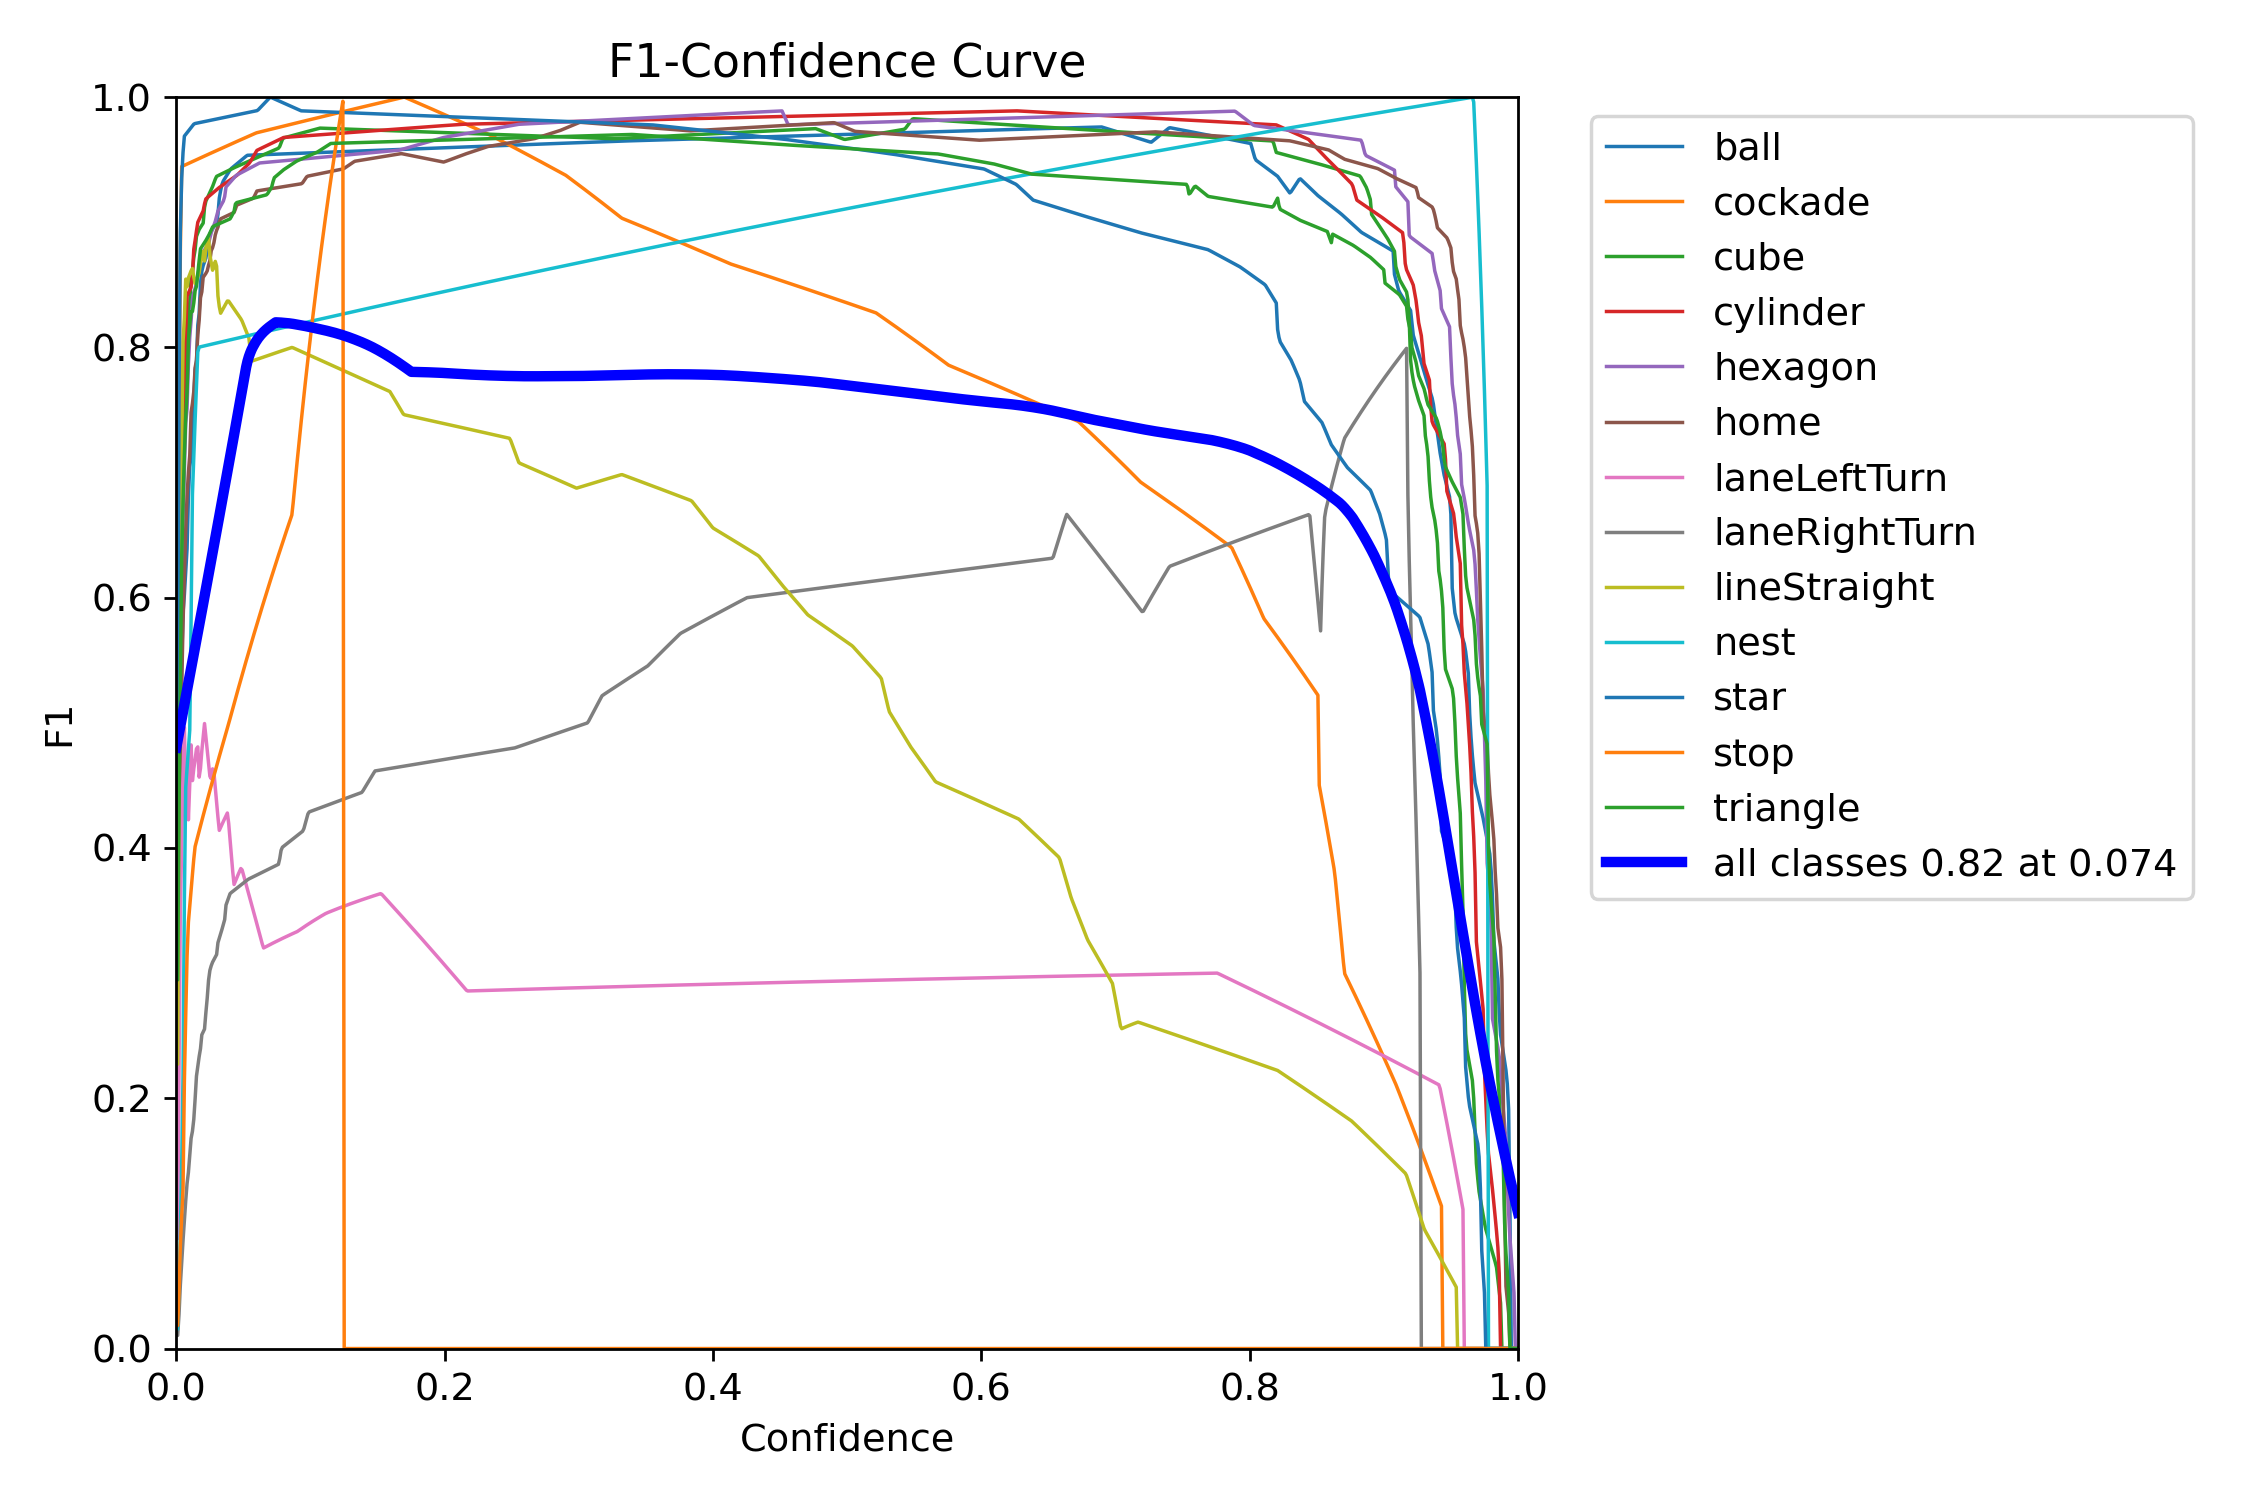 F1-Confidence Curve
1.0
0.8
0.6
0.4
0.2
0.0
F1
0.0 0.2 0.4 0.6 0.8 1.0
Confidence
ball
cockade
cube
cylinder
hexagon
home
laneLeftTurn
laneRightTurn
lineStraight
nest
star
stop
triangle
all classes 0.82 at 0.074